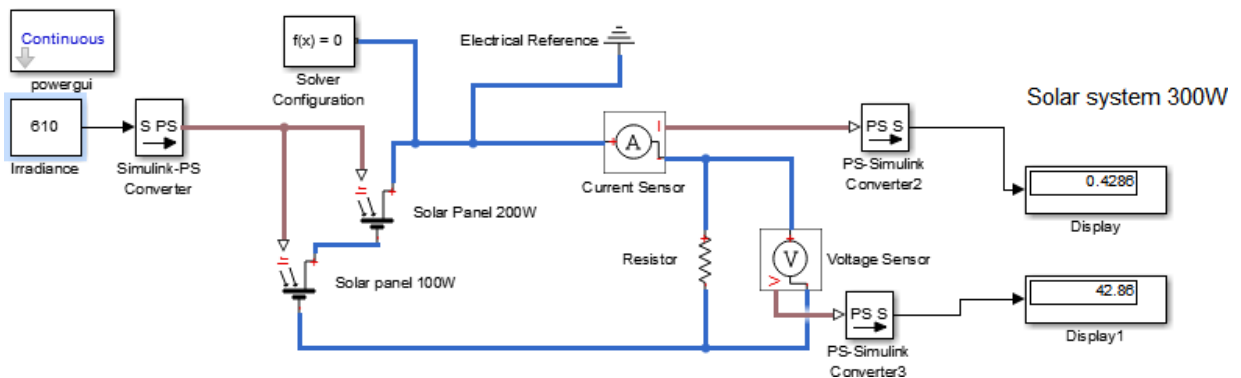 Continuous
powergui
610
Irradiance
S PS
Simulink-PS
Converter
f(x) = 0
Solver
Configuration
Electrical Reference
Ir
Solar Panel 200W
Ir
Solar panel 100W
I
A
Current Sensor
Resistor
V
V
Voltage Sensor
PS S
PS-Simulink
Converter2
PS S
PS-Simulink
Converter3
Solar system 300W
0.4286
Display
42.86
Display1